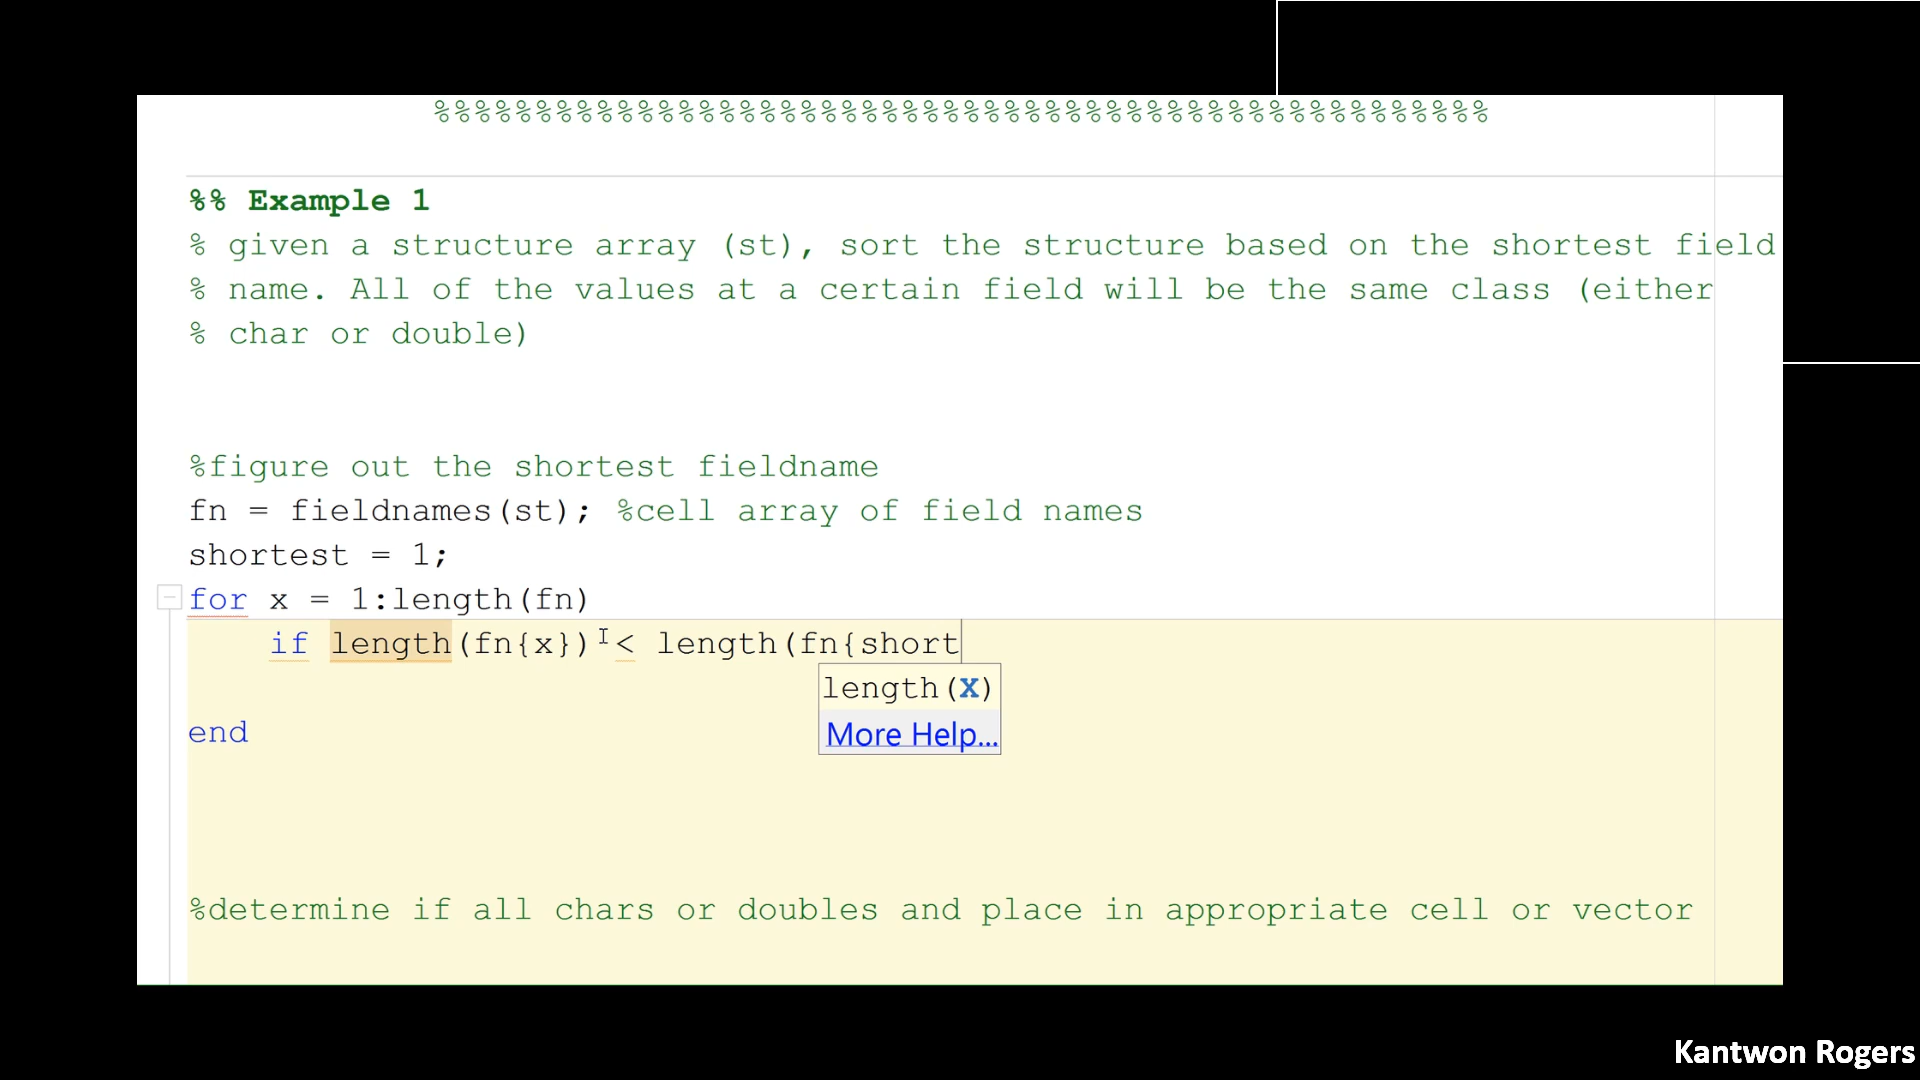 %%%%%%%%%%%%%%%%%%%%%%%%%%%%%%%%%%%%%%%%%%%%%%%%%%%%
%% Example 1
% given a structure array (st), sort the structure based on the shortest field
% name. All of the values at a certain field will be the same class (either
% char or double)
%figure out the shortest fieldname
fn = fieldnames(st); %cell array of field names
shortest = 1;
for x = 1:length(fn)
if length(fn{x}) < length(fn{short
length(X)
More Help...
end
%determine if all chars or doubles and place in appropriate cell or vector
Kantwon Rogers